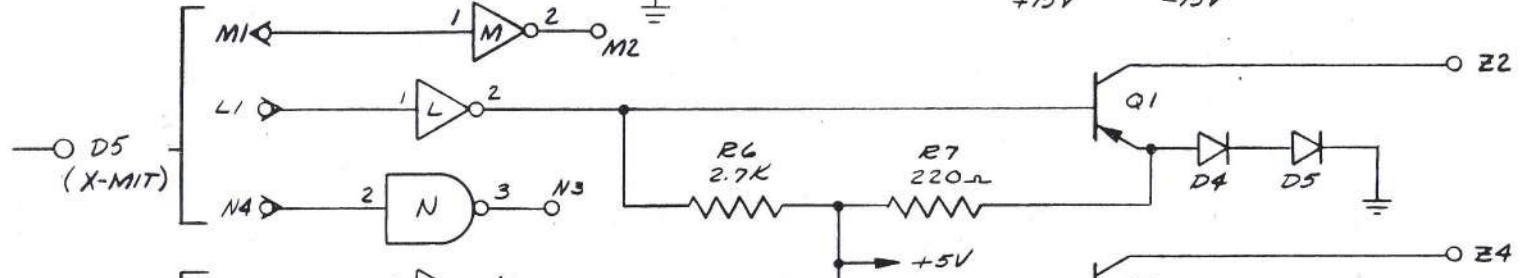 +15V -15V
M1 1 M 2 M2
Z2
L1 1 L 2
Q1
D5
(X-MIT)
R6 R7
2.7K 220Ω
D4 D5
N4 2 N 3 N3
+5V
Z4